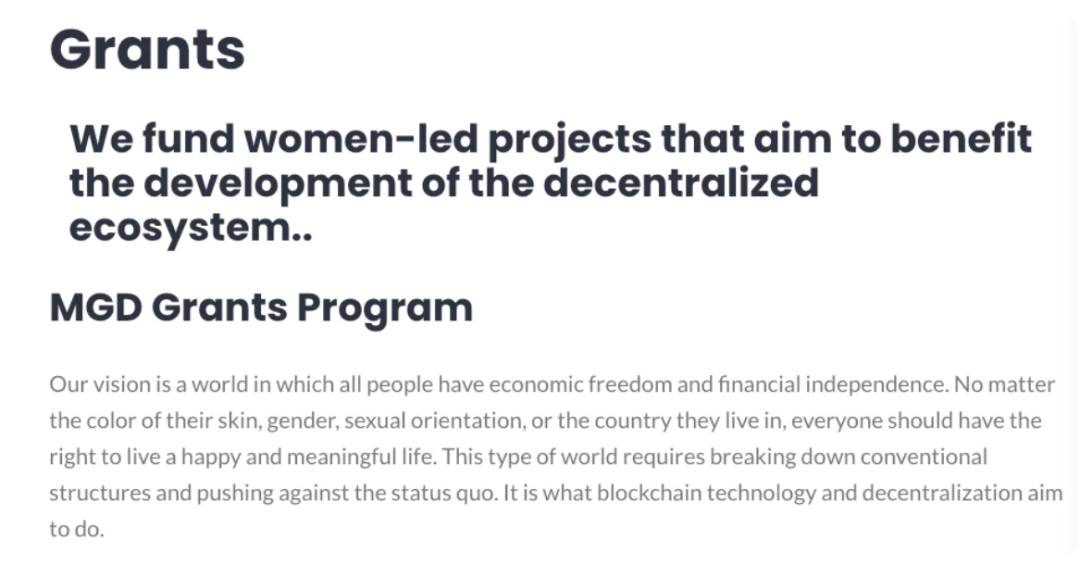 Grants
We fund women-led projects that aim to benefit
the development of the decentralized
ecosystem..
MGD Grants Program
Our vision is a world in which all people have economic freedom and financial independence. No matter
the color of their skin, gender, sexual orientation, or the country they live in, everyone should have the
right to live a happy and meaningful life. This type of world requires breaking down conventional
structures and pushing against the status quo. It is what blockchain technology and decentralization aim
to do.